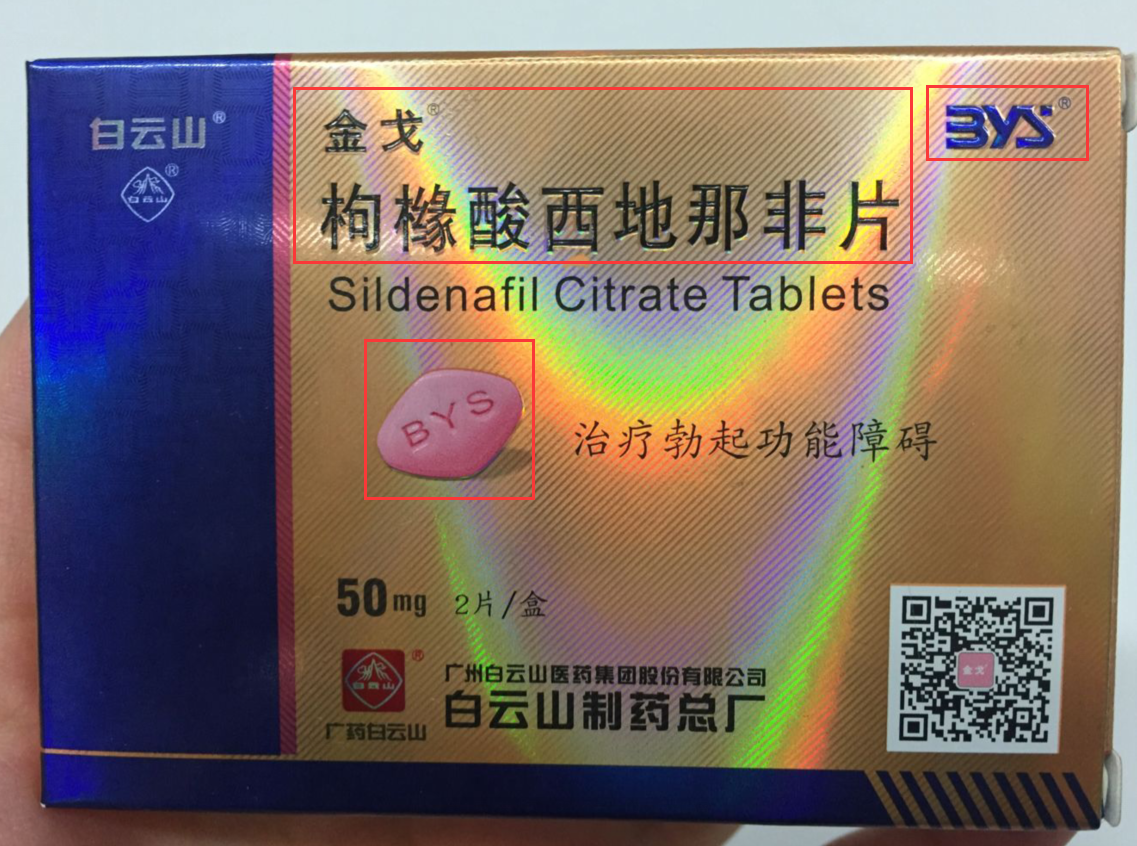 白云山®
®
白云山
金戈®
BYS®
枸橼酸西地那非片
Sildenafil Citrate Tablets
BYS
治疗勃起功能障碍
50mg 2片/盒
®
白云山
广药白云山
广州白云山医药集团股份有限公司
白云山制药总厂
金戈